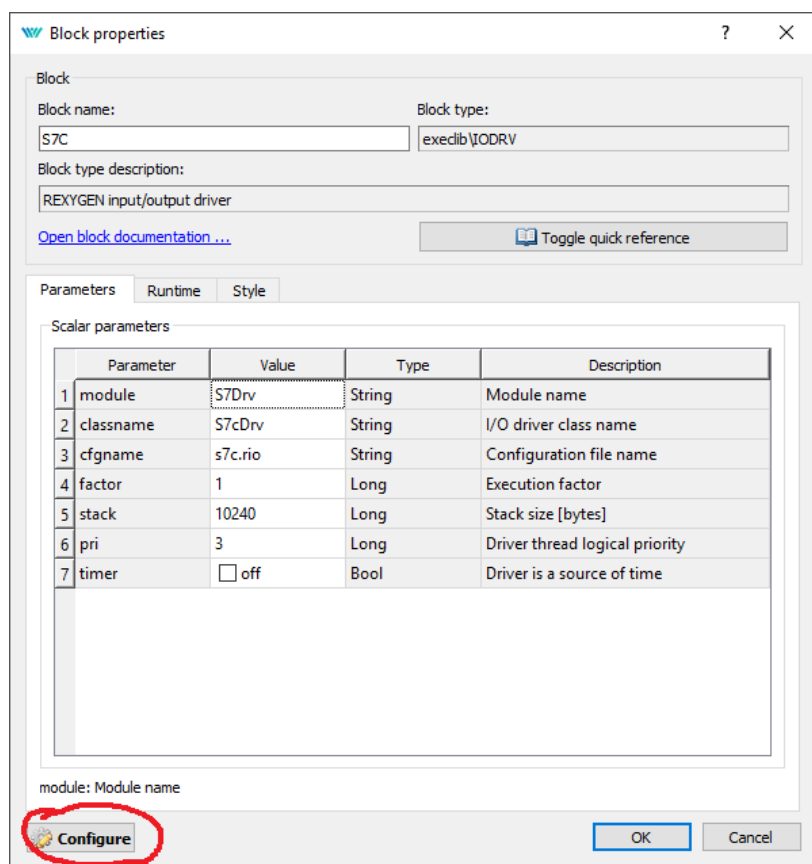 Block properties
?
Block
Block name:
Block type:
S7C
execlib\IODRV
Block type description:
REXYGEN input/output driver
Open block documentation ...
Toggle quick reference
Parameters Runtime Style
Scalar parameters
Parameter Value Type Description
1 module S7Drv String Module name
2 classname S7cDrv String I/O driver class name
3 cfgname s7c.rio String Configuration file name
4 factor 1 Long Execution factor
5 stack 10240 Long Stack size [bytes]
6 pri 3 Long Driver thread logical priority
7 timer off Bool Driver is a source of time
module: Module name
Configure OK Cancel